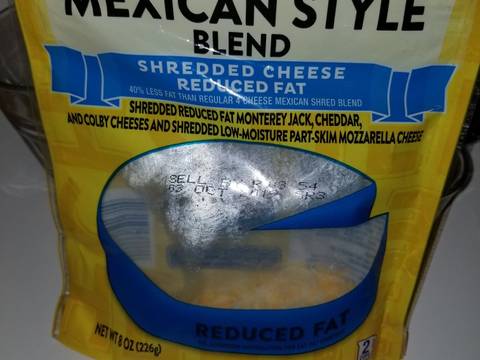 MEXICAN STYLE
BLEND
SHREDDED CHEESE
REDUCED FAT
40% LESS FAT THAN REGULAR 4 CHEESE MEXICAN SHRED BLEND
SHREDDED REDUCED FAT MONTEREY JACK, CHEDDAR,
AND COLBY CHEESES AND SHREDDED LOW-MOISTURE PART-SKIM MOZZARELLA CHEESE
SELL
REDUCED FAT
NET WT 8 OZ (226g)
2